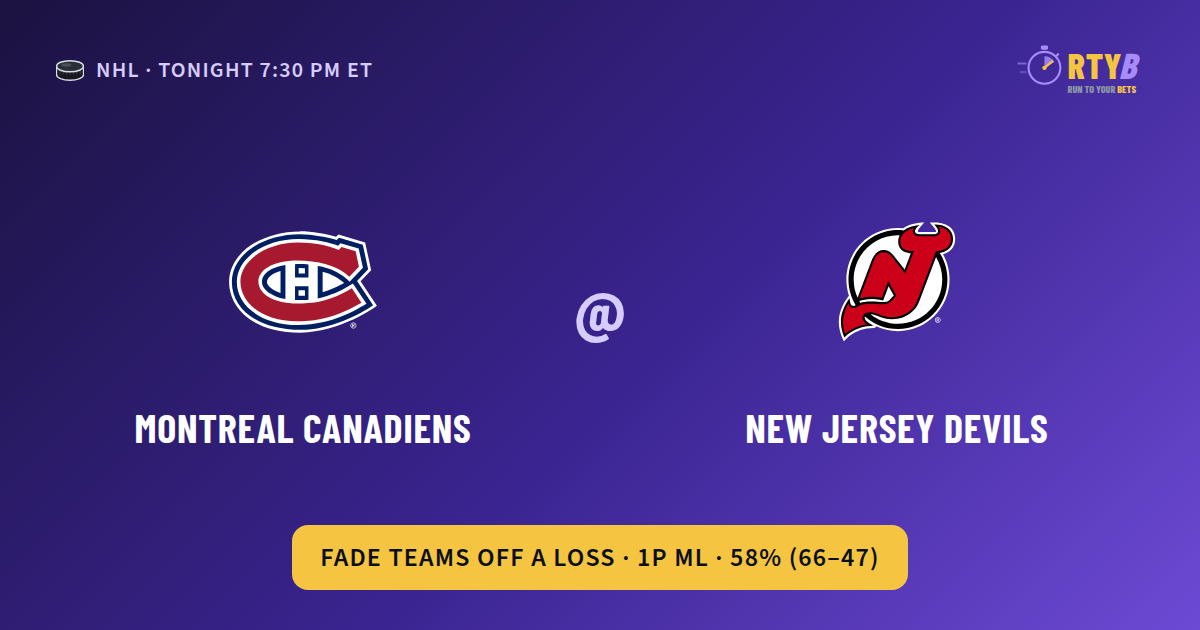 NHL · TONIGHT 7:30 PM ET
RTYB
RUN TO YOUR BETS
@
MONTREAL CANADIENS
NEW JERSEY DEVILS
FADE TEAMS OFF A LOSS · 1P ML · 58% (66–47)